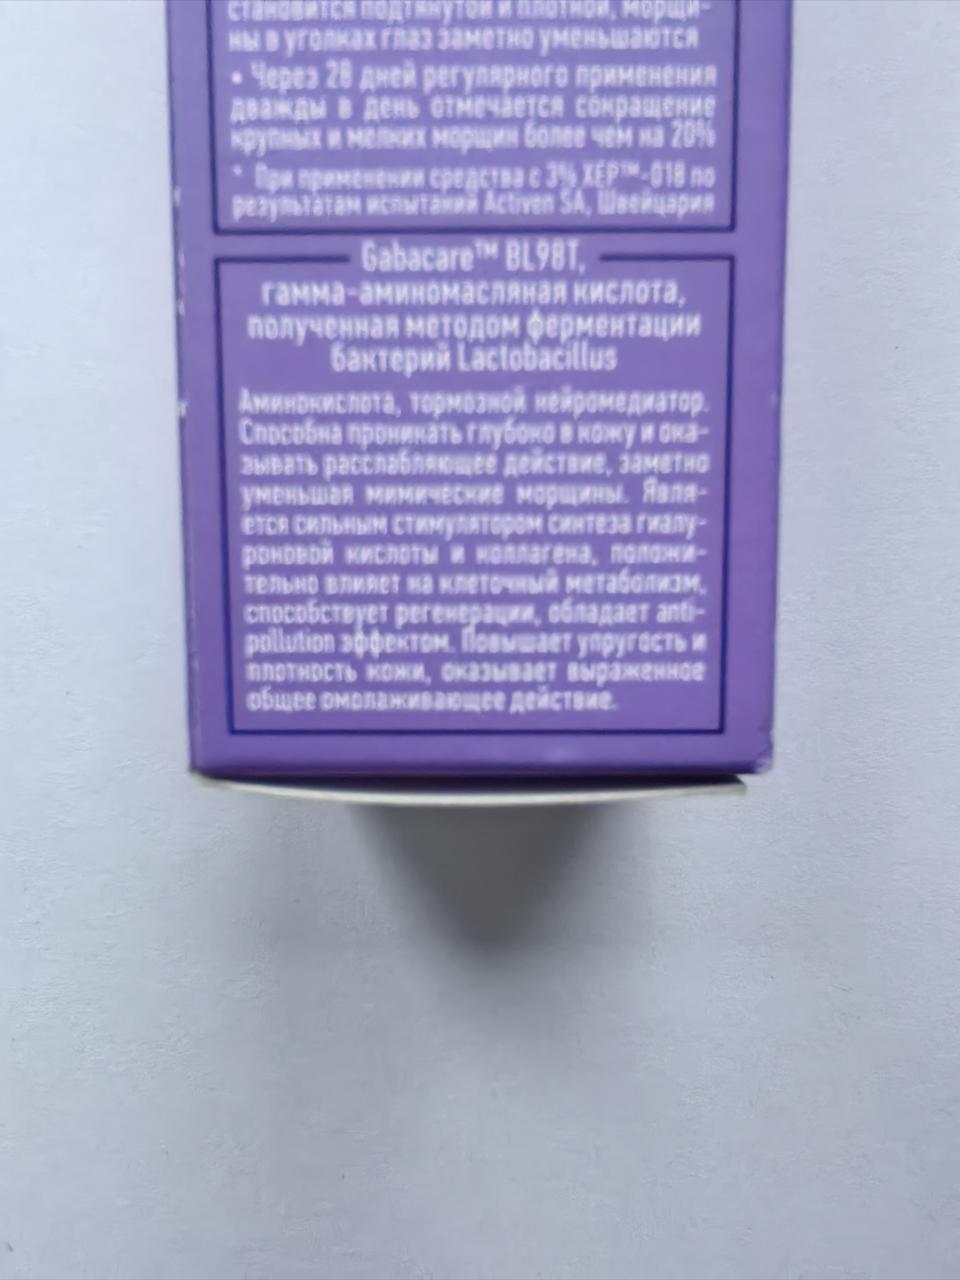 становится подтянутой и плотной, морщи-
ны в уголках глаз заметно уменьшаются
• Через 28 дней регулярного применения
дважды в день отмечается сокращение
крупных и мелких морщин более чем на 20%
* При применении средства с 3% XEP™-018 по
результатам испытаний Activen SA, Швейцария
Gabacare™ BL98T,
гамма-аминомасляная кислота,
полученная методом ферментации
бактерий Lactobacillus
Аминокислота, тормозной нейромедиатор.
Способна проникать глубоко в кожу и ока-
зывать расслабляющее действие, заметно
уменьшая мимические морщины. Явля-
ется сильным стимулятором синтеза гиалу-
роновой кислоты и коллагена, положи-
тельно влияет на клеточный метаболизм,
способствует регенерации, обладает anti-
pollution эффектом. Повышает упругость и
плотность кожи, оказывает выраженное
общее омолаживающее действие.